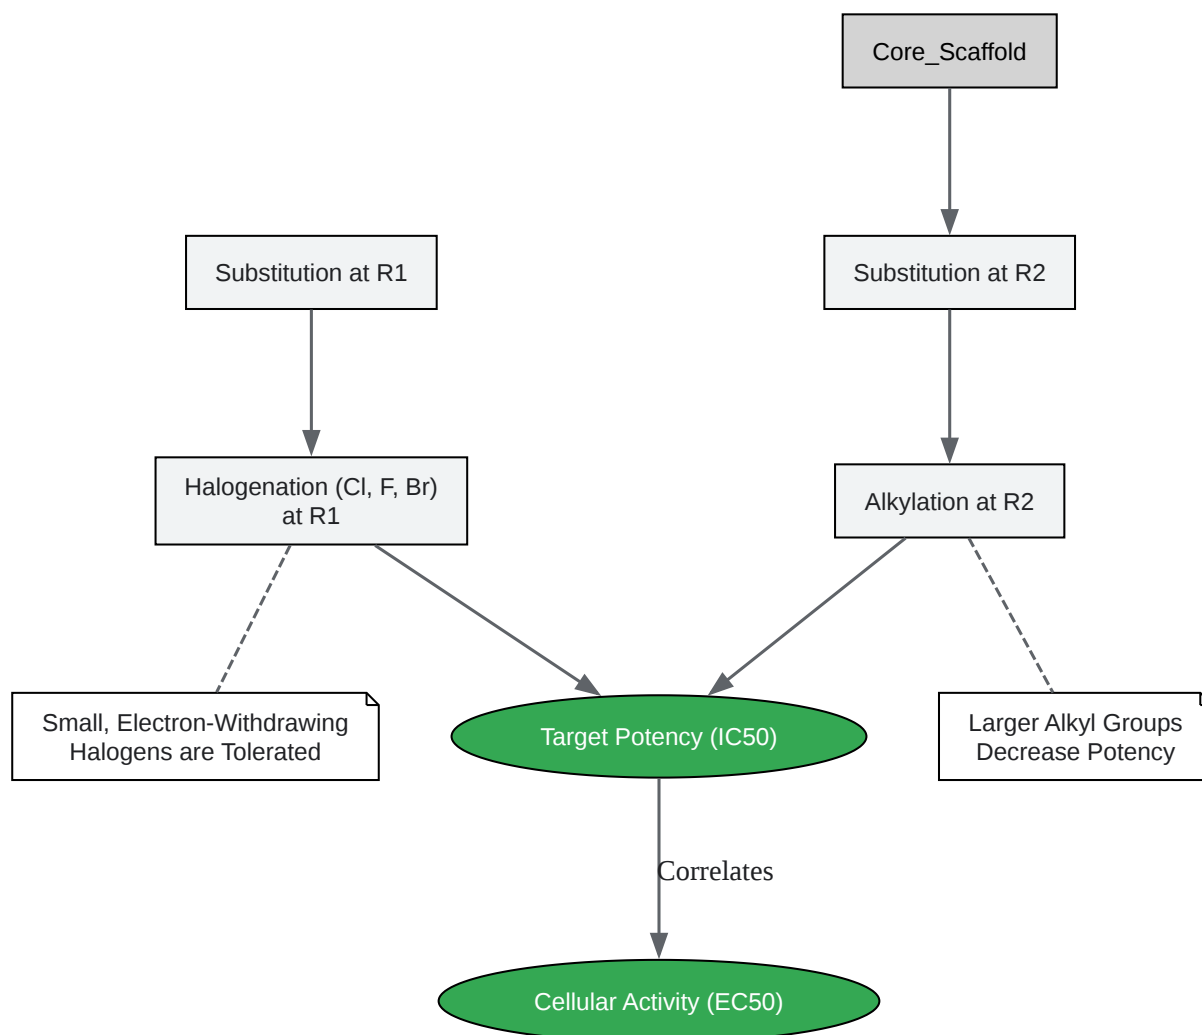 Core_Scaffold
Substitution at R1
Substitution at R2
Halogenation (Cl, F, Br)
at R1
Alkylation at R2
Small, Electron-Withdrawing
Halogens are Tolerated
Target Potency (IC50)
Larger Alkyl Groups
Decrease Potency
Correlates
Cellular Activity (EC50)